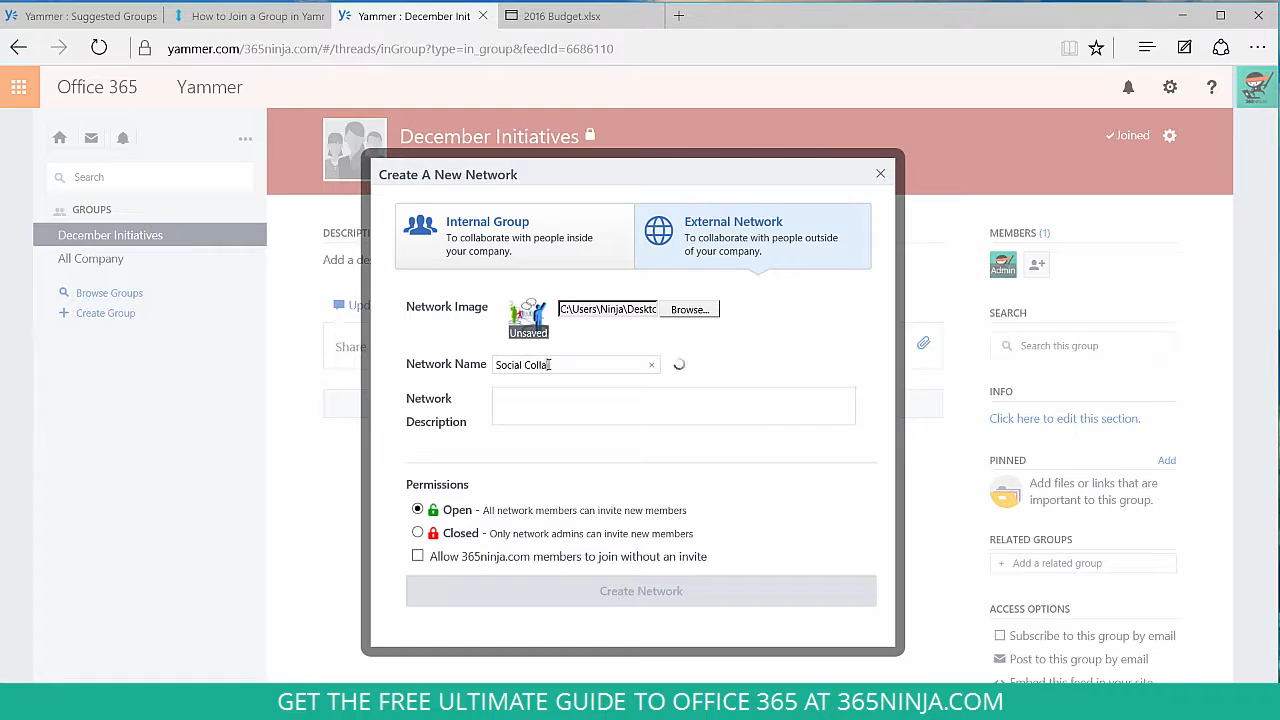 Yammer : Suggested Groups
How to Join a Group in Yamr
Yammer : December Init
2016 Budget.xlsx
yammer.com/365ninja.com/#/threads/inGroup?type=in_group&feedId=6686110
Office 365
Yammer
?
December Initiatives
Joined
Search
GROUPS
December Initiatives
All Company
Browse Groups
+ Create Group
DESCRIPTI
Add a de
Upd
Share
Create A New Network
Internal Group
To collaborate with people inside
your company.
External Network
To collaborate with people outside
of your company.
Network Image
Unsaved
C:\Users\Ninja\Deskto
Browse...
Network Name
Social Colla
Network
Description
Permissions
Open - All network members can invite new members
Closed - Only network admins can invite new members
Allow 365ninja.com members to join without an invite
Create Network
MEMBERS (1)
Admin
SEARCH
Search this group
INFO
Click here to edit this section.
PINNED
Add
Add files or links that are
important to this group.
RELATED GROUPS
+ Add a related group
ACCESS OPTIONS
Subscribe to this group by email
Post to this group by email
Embed this feed in your site
GET THE FREE ULTIMATE GUIDE TO OFFICE 365 AT 365NINJA.COM